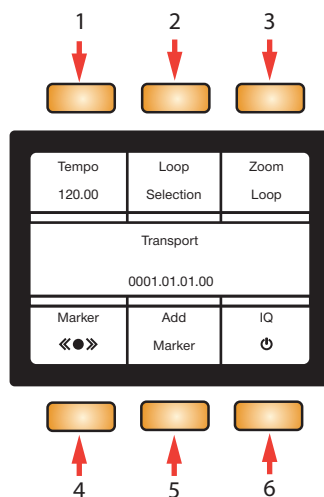 1 2 3
Tempo Loop Zoom
120.00 Selection Loop
Transport
0001.01.01.00
Marker Add IQ
Marker
4 5 6